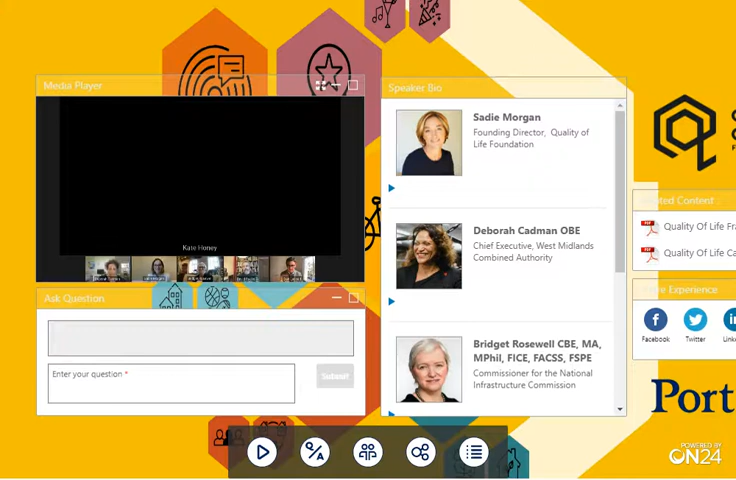 Media Player
Kate Honey
Ask Question
Enter your question *
Submit
Speaker Bio
Sadie Morgan
Founding Director, Quality of
Life Foundation
Deborah Cadman OBE
Chief Executive, West Midlands
Combined Authority
Bridget Rosewell CBE, MA,
MPhil, FICE, FACSS, FSPE
Commissioner for the National
Infrastructure Commission
Content
Quality Of Life Fra
Quality Of Life Ca
Experience
Facebook
Twitter
Linke
Port
POWERED BY
ON24